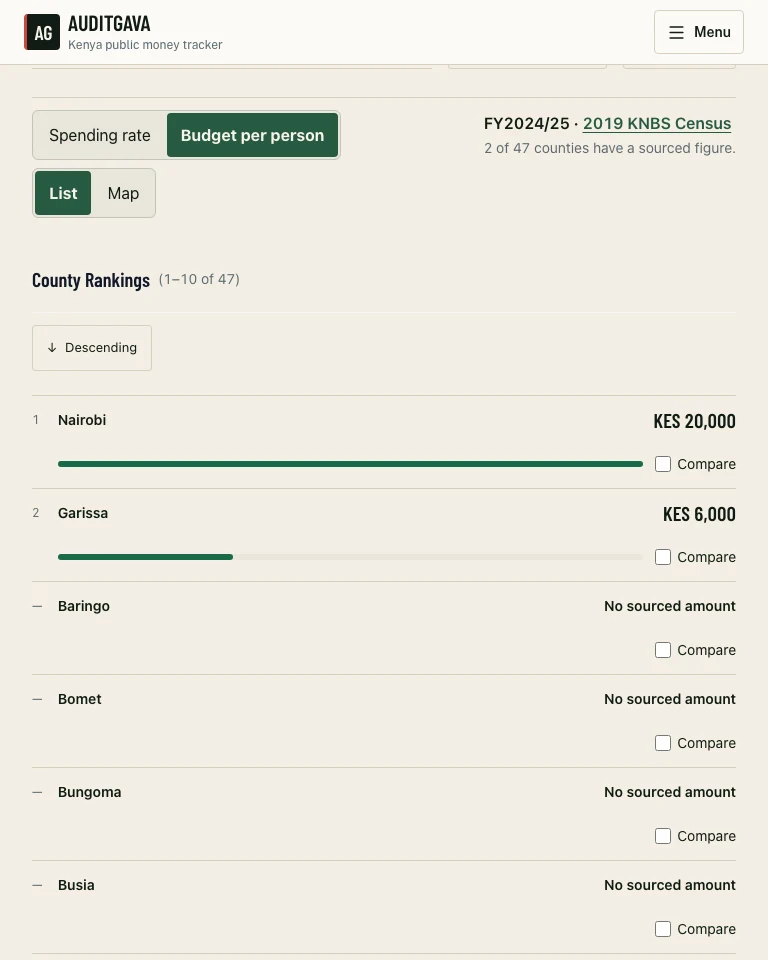 AG
AUDITGAVA
Kenya public money tracker
Menu
Spending rate
Budget per person
FY2024/25 · 2019 KNBS Census
2 of 47 counties have a sourced figure.
List
Map
County Rankings (1–10 of 47)
↓ Descending
1 Nairobi KES 20,000
Compare
2 Garissa KES 6,000
Compare
— Baringo No sourced amount
Compare
— Bomet No sourced amount
Compare
— Bungoma No sourced amount
Compare
— Busia No sourced amount
Compare